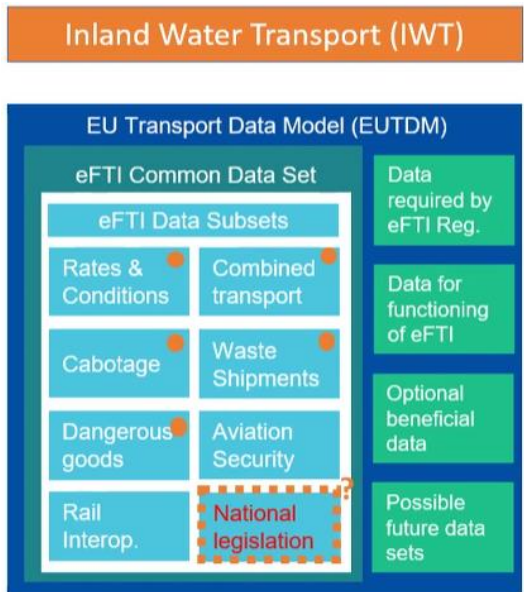 Inland Water Transport (IWT)
EU Transport Data Model (EUTDM)
eFTI Common Data Set
eFTI Data Subsets
Rates &
Conditions
Combined
transport
Cabotage
Waste
Shipments
Dangerous
goods
Aviation
Security
Rail
Interop.
?
National
legislation
Data
required by
eFTI Reg.
Data for
functioning
of eFTI
Optional
beneficial
data
Possible
future data
sets